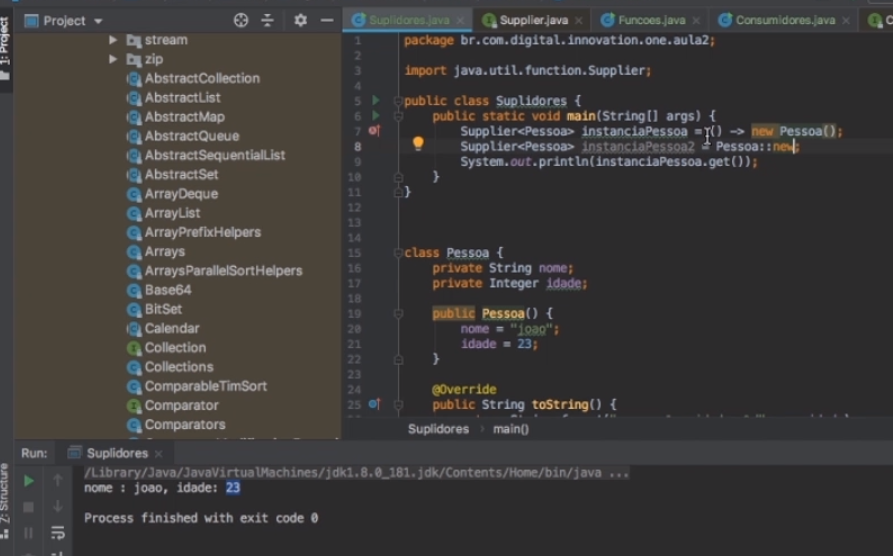 Project
Suplidores.java
Supplier.java
Funcoes.java
Consumidores.java
1: Project
stream
zip
AbstractCollection
AbstractList
AbstractMap
AbstractQueue
AbstractSequentialList
AbstractSet
ArrayDeque
ArrayList
ArrayPrefixHelpers
Arrays
ArraysParallelSortHelpers
Base64
BitSet
Calendar
Collection
Collections
ComparableTimSort
Comparator
Comparators
1 package br.com.digital.innovation.one.aula2;
2
3 import java.util.function.Supplier;
4
5 public class Suplidores {
6 public static void main(String[] args) {
7 Supplier<Pessoa> instanciaPessoa = () -> new Pessoa();
8 Supplier<Pessoa> instanciaPessoa2 = Pessoa::new;
9 System.out.println(instanciaPessoa.get());
10 }
11 }
12
13
14
15 class Pessoa {
16 private String nome;
17 private Integer idade;
18
19 public Pessoa() {
20 nome = "joao";
21 idade = 23;
22 }
23
24 @Override
25 public String toString() {
Suplidores > main()
Run: Suplidores
/Library/Java/JavaVirtualMachines/jdk1.8.0_181.jdk/Contents/Home/bin/java ...
nome : joao, idade: 23
Process finished with exit code 0
Z: Structure